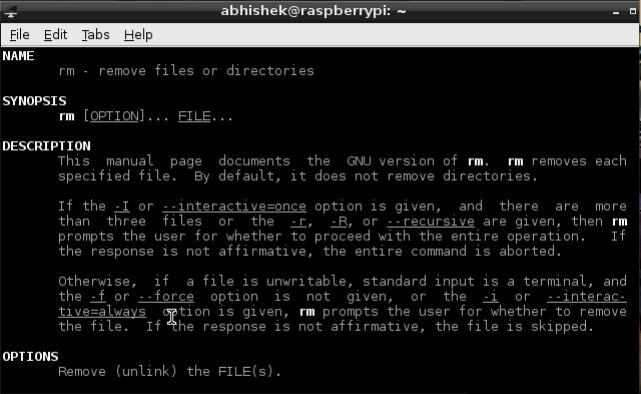 abhishek@raspberrypi: ~
File Edit Tabs Help
NAME
rm - remove files or directories
SYNOPSIS
rm [OPTION]... FILE...
DESCRIPTION
This manual page documents the GNU version of rm. rm removes each
specified file. By default, it does not remove directories.
If the -I or --interactive=once option is given, and there are more
than three files or the -r, -R, or --recursive are given, then rm
prompts the user for whether to proceed with the entire operation. If
the response is not affirmative, the entire command is aborted.
Otherwise, if a file is unwritable, standard input is a terminal, and
the -f or --force option is not given, or the -i or --interac-
tive=always option is given, rm prompts the user for whether to remove
the file. If the response is not affirmative, the file is skipped.
OPTIONS
Remove (unlink) the FILE(s).